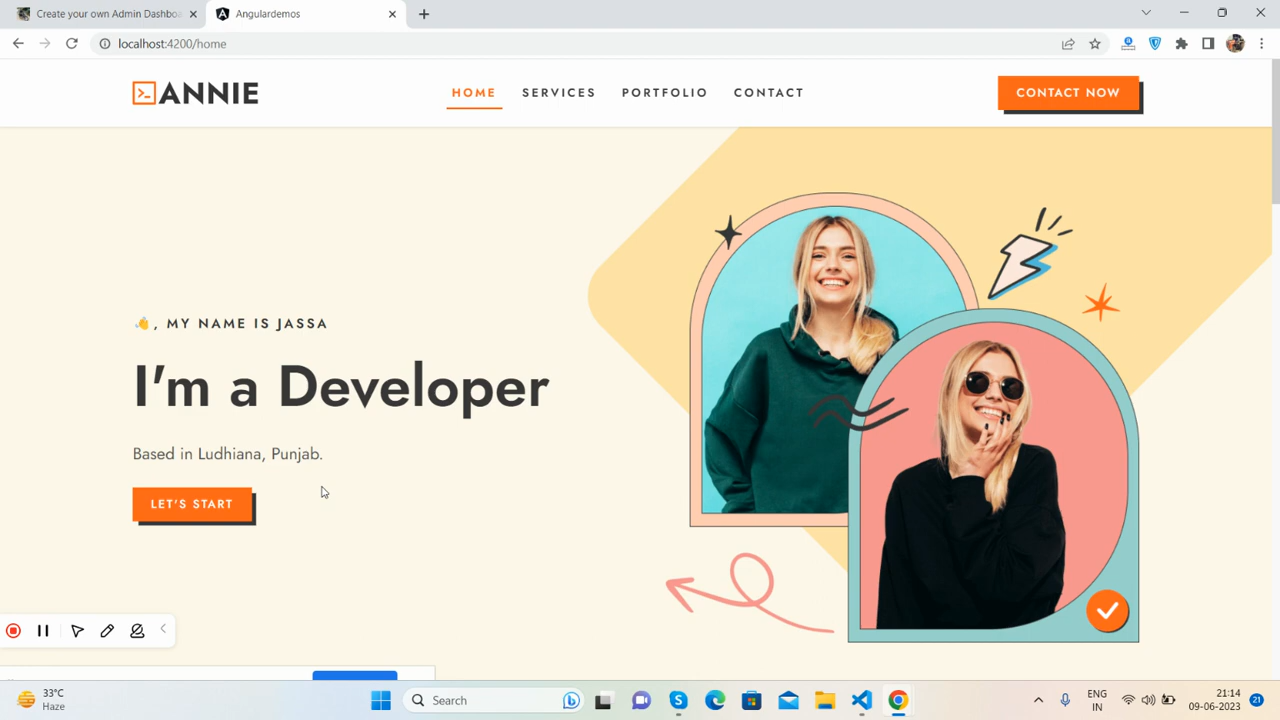 Create your own Admin Dashboa
Angulardemos
localhost:4200/home
ANNIE
HOME
SERVICES
PORTFOLIO
CONTACT
CONTACT NOW
👋, MY NAME IS JASSA
I'm a Developer
Based in Ludhiana, Punjab.
LET'S START
33°C
Haze
Search
ENG
IN
21:14
09-06-2023
21